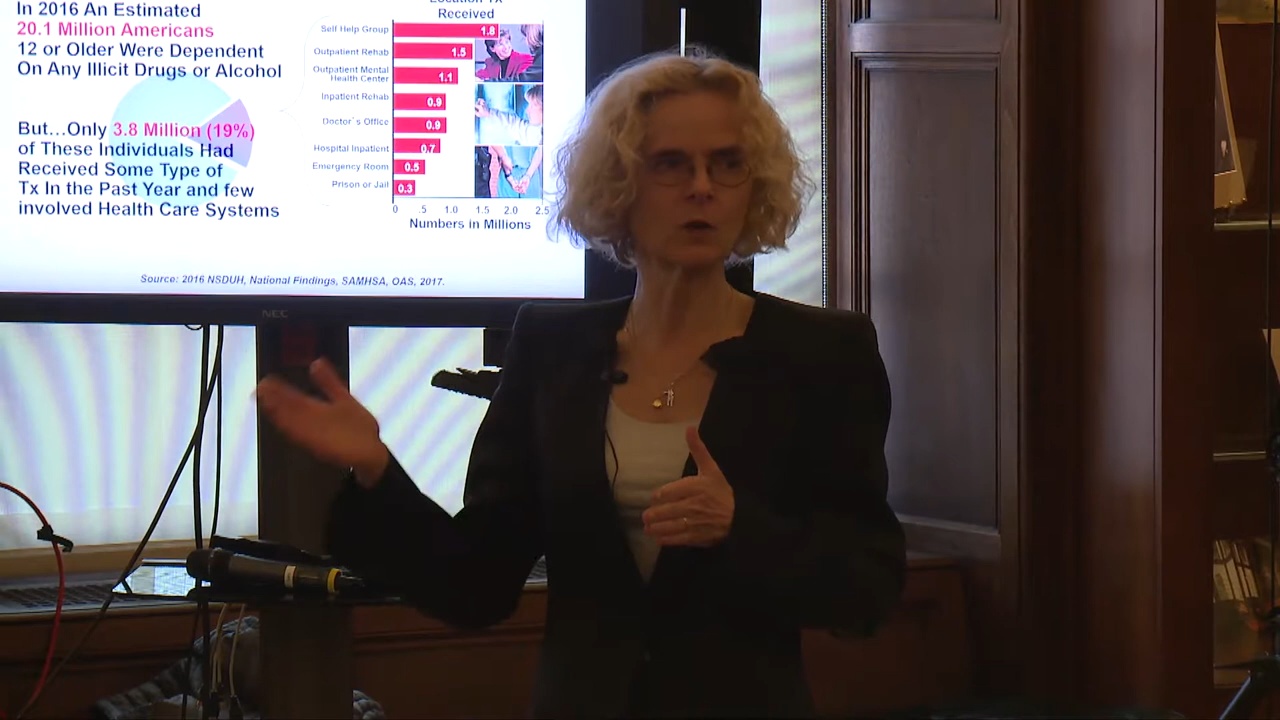 In 2016 An Estimated
20.1 Million Americans
12 or Older Were Dependent
On Any Illicit Drugs or Alcohol
But...Only 3.8 Million (19%)
of These Individuals Had
Received Some Type of
Tx In the Past Year and few
involved Health Care Systems
Location Tx
Received
Self Help Group 1.8
Outpatient Rehab 1.5
Outpatient Mental
Health Center 1.1
Inpatient Rehab 0.9
Doctor`s Office 0.9
Hospital Inpatient 0.7
Emergency Room 0.5
Prison or Jail 0.3
0 .5 1.0 1.5 2.0 2.5
Numbers in Millions
Source: 2016 NSDUH, National Findings, SAMHSA, OAS, 2017.
NEC